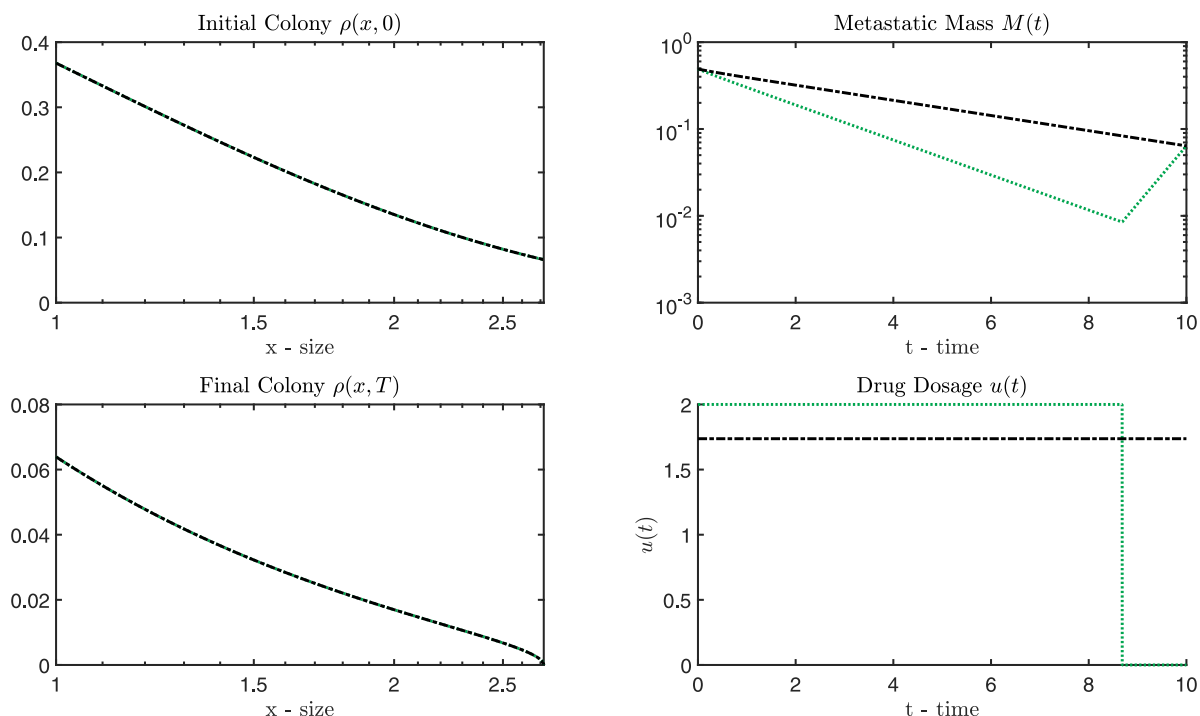 Initial Colony ρ(x, 0)
0.4
0.3
0.2
0.1
0
1 1.5 2 2.5
x - size
Metastatic Mass M(t)
10^0
10^-1
10^-2
10^-3
0 2 4 6 8 10
t - time
Final Colony ρ(x, T)
0.08
0.06
0.04
0.02
0
1 1.5 2 2.5
x - size
Drug Dosage u(t)
u(t)
2
1.5
1
0.5
0
0 2 4 6 8 10
t - time